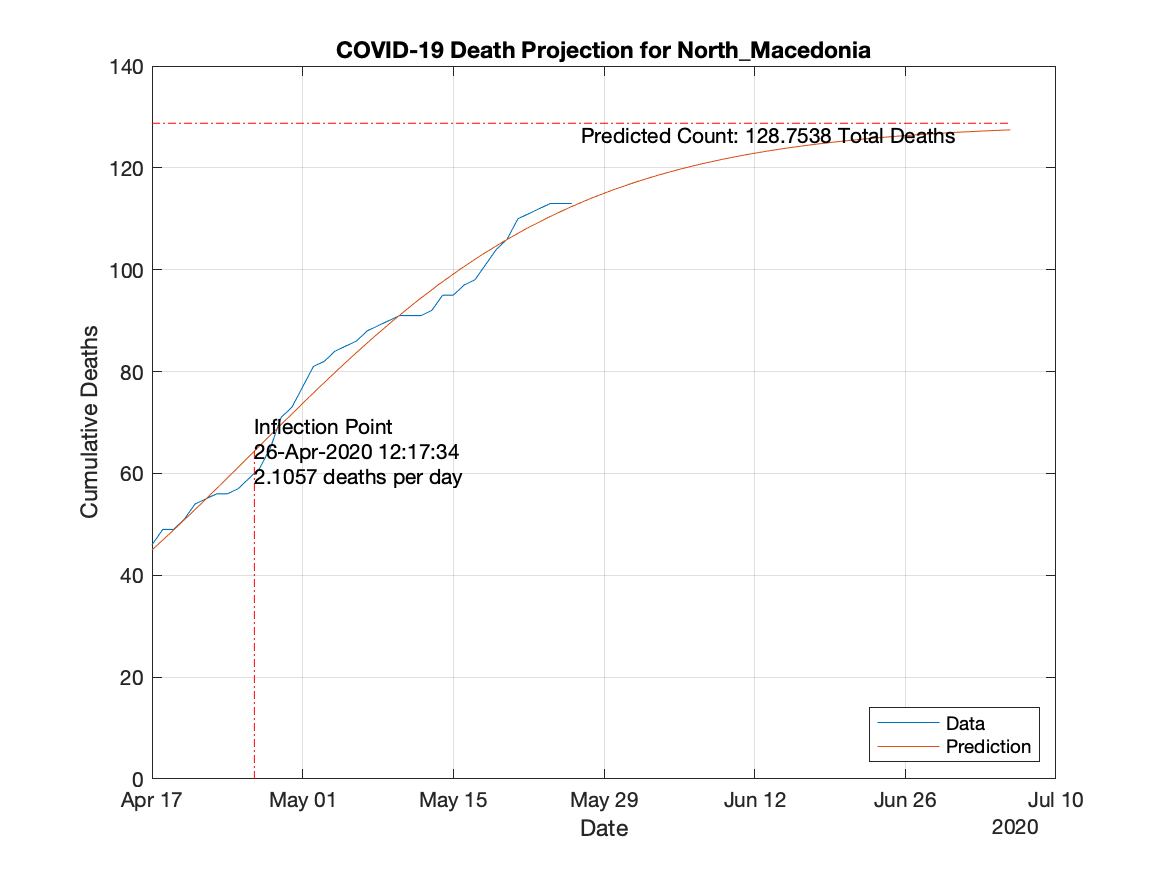 COVID-19 Death Projection for North_Macedonia
140
120
100
80
60
40
20
0
Cumulative Deaths
Predicted Count: 128.7538 Total Deaths
Inflection Point
26-Apr-2020 12:17:34
2.1057 deaths per day
Data
Prediction
Apr 17 May 01 May 15 May 29 Jun 12 Jun 26 Jul 10
Date
2020